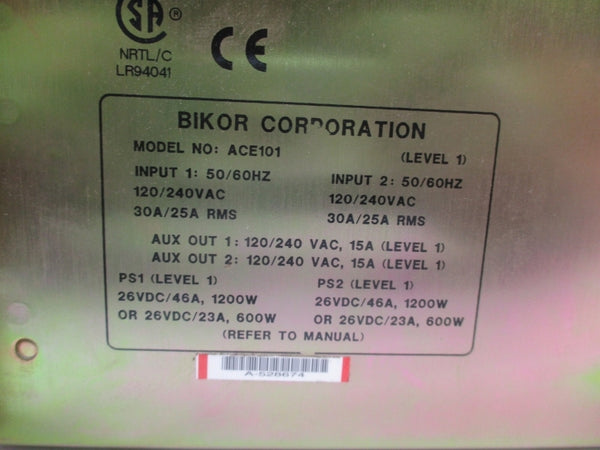 SA ®
NRTL/C
LR94041
CE
BIKOR CORPORATION
MODEL NO: ACE101 (LEVEL 1)
INPUT 1: 50/60HZ INPUT 2: 50/60HZ
120/240VAC 120/240VAC
30A/25A RMS 30A/25A RMS
AUX OUT 1: 120/240 VAC, 15A (LEVEL 1)
AUX OUT 2: 120/240 VAC, 15A (LEVEL 1)
PS1 (LEVEL 1) PS2 (LEVEL 1)
26VDC/46A, 1200W 26VDC/46A, 1200W
OR 26VDC/23A, 600W OR 26VDC/23A, 600W
(REFER TO MANUAL)
A-528674